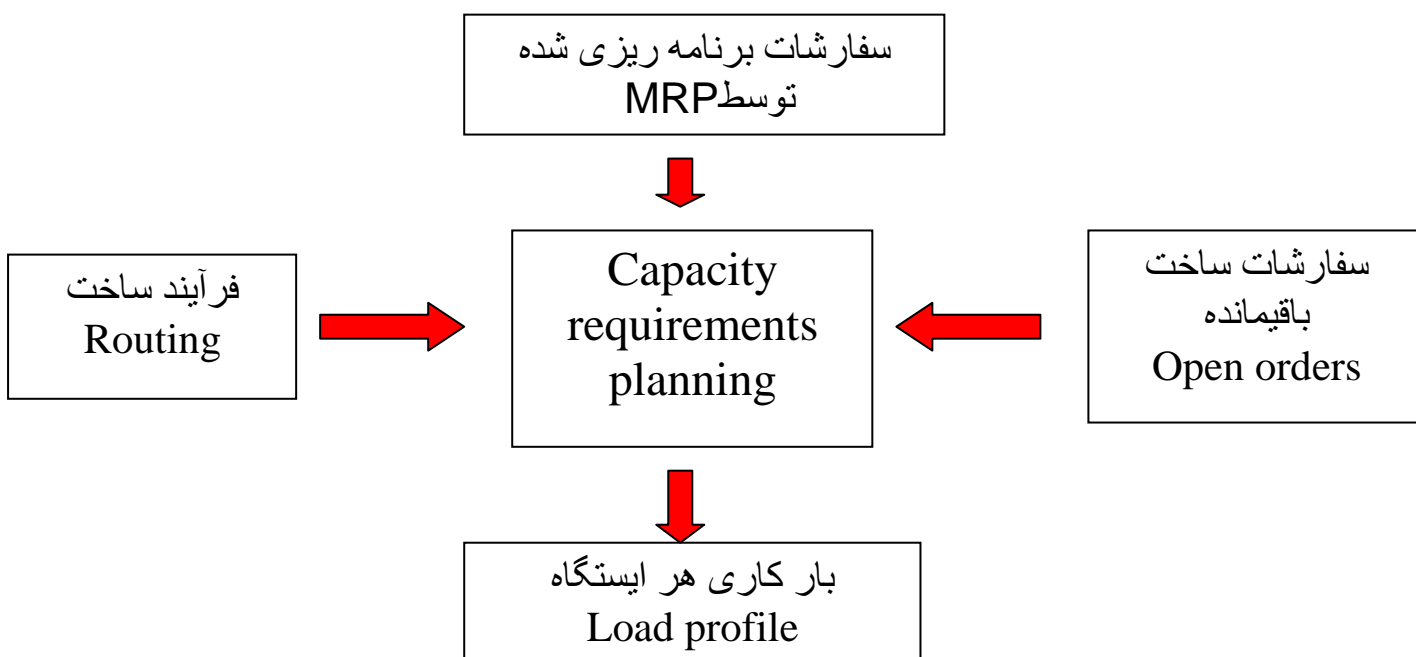 سفارشات برنامه ریزی شده
توسطMRP
Capacity
requirements
planning
فرآیند ساخت
Routing
سفارشات ساخت
باقیمانده
Open orders
بار کاری هر ایستگاه
Load profile